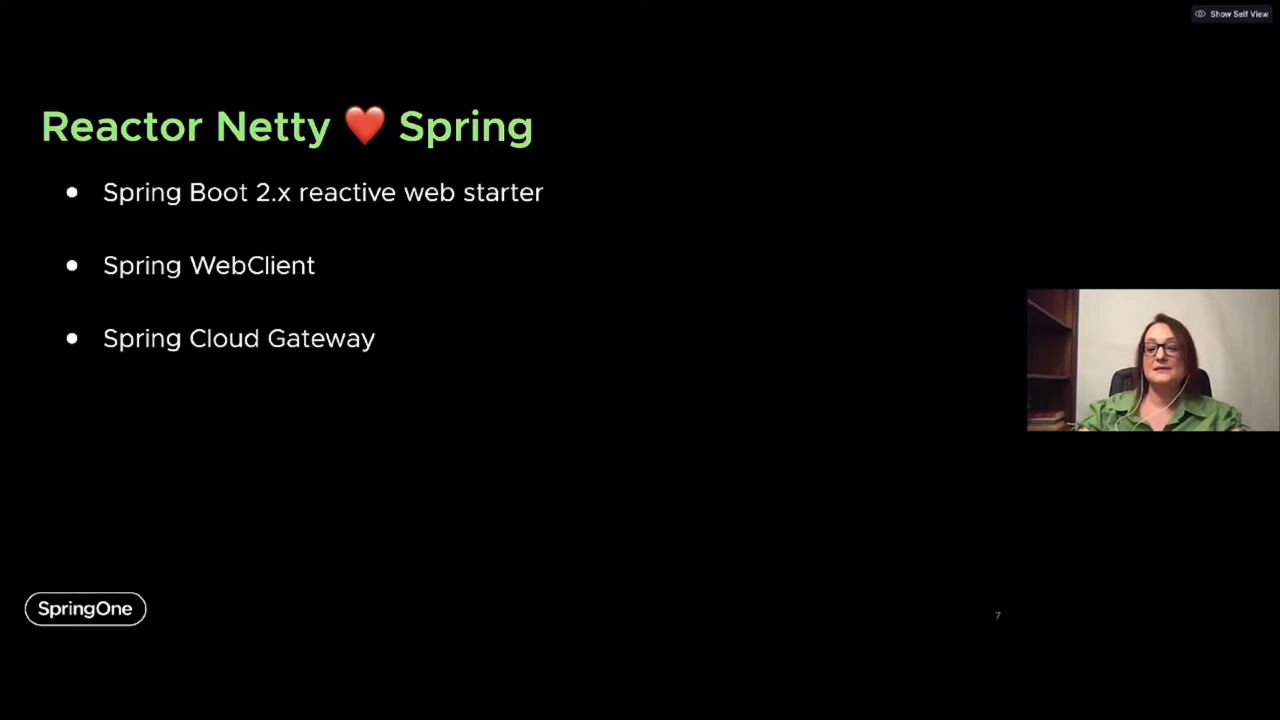 Show Self View
Reactor Netty ❤️ Spring
• Spring Boot 2.x reactive web starter
• Spring WebClient
• Spring Cloud Gateway
SpringOne
7